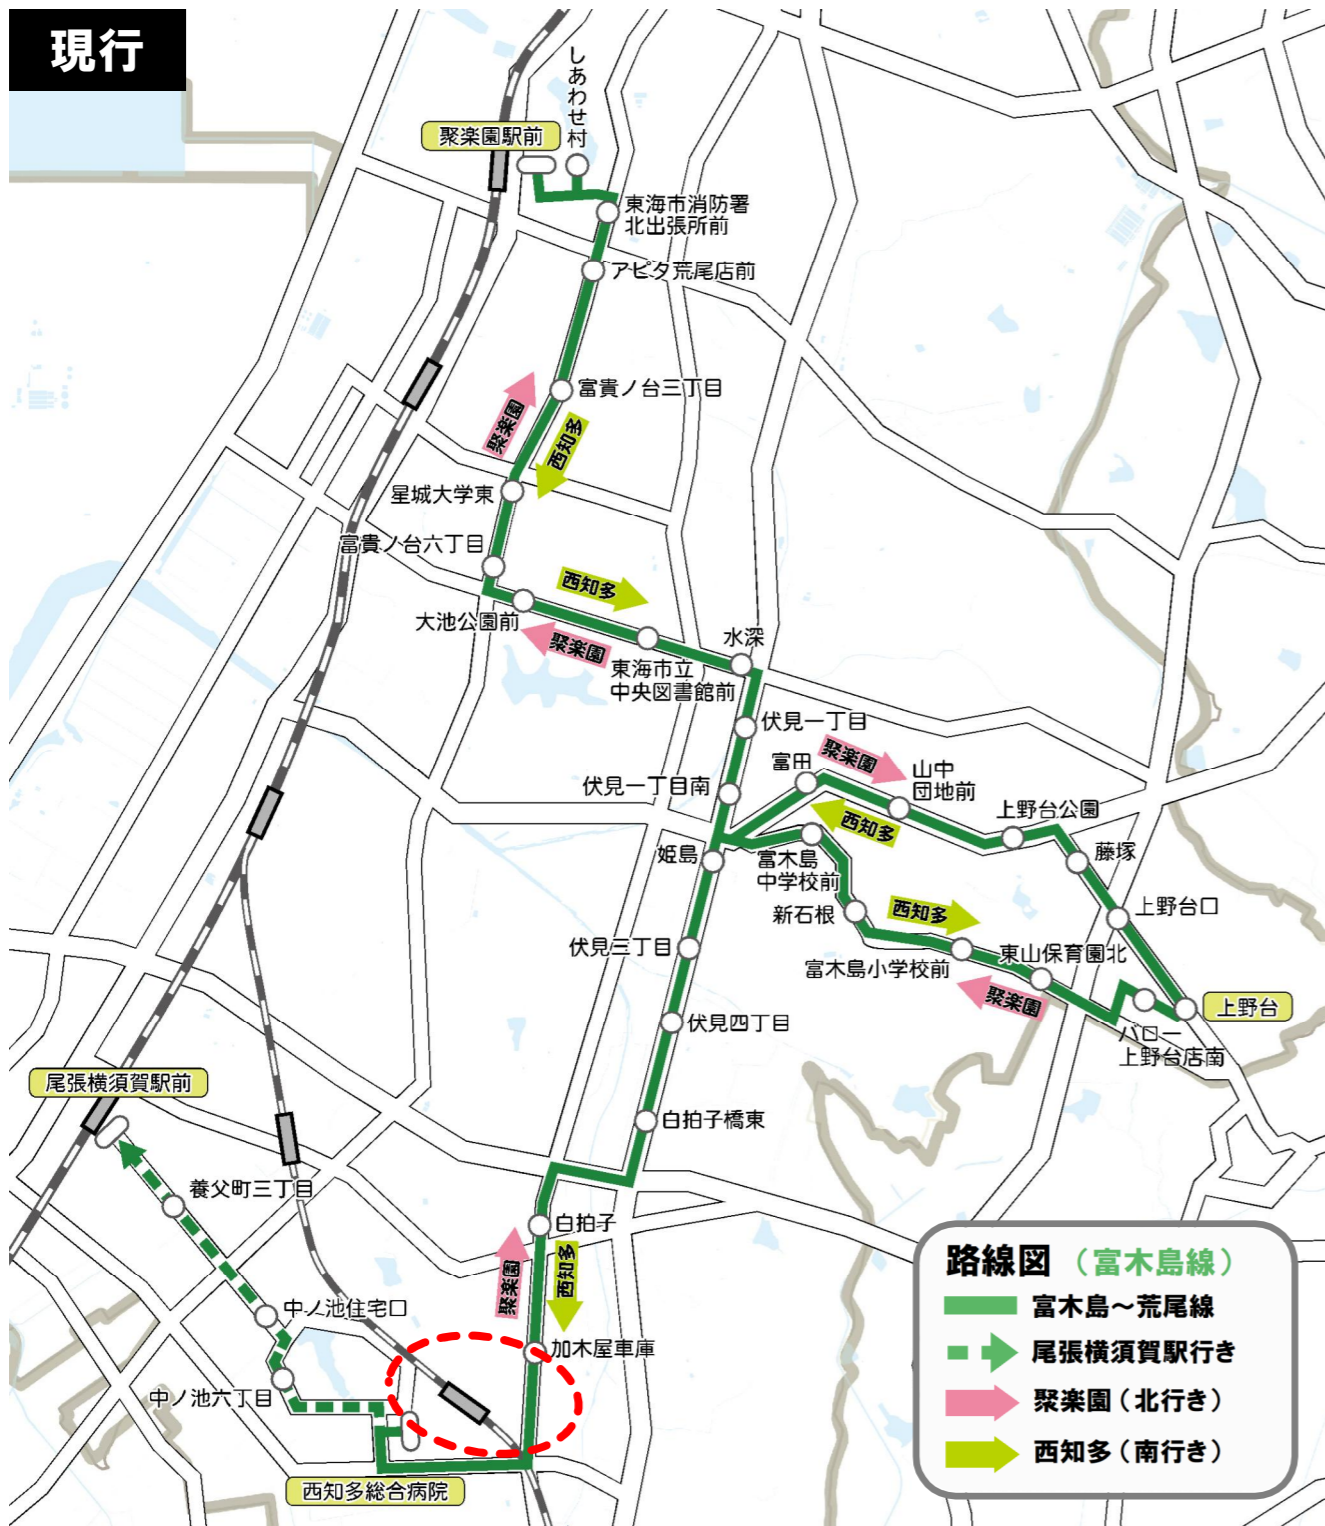 現行
しあわせ村
聚楽園駅前
東海市消防署
北出張所前
アピタ荒尾店前
富貴ノ台三丁目
聚楽園
西知多
星城大学東
富貴ノ台六丁目
西知多
大池公園前
聚楽園
東海市立
中央図書館前
水深
伏見一丁目
聚楽園
富田
山中
団地前
伏見一丁目南
西知多
上野台公園
姫島
富木島
中学校前
藤塚
新石根
西知多
上野台口
伏見三丁目
富木島小学校前
東山保育園北
聚楽園
上野台
伏見四丁目
バロー
上野台店南
尾張横須賀駅前
白拍子橋東
養父町三丁目
白拍子
聚楽園
西知多
中ノ池住宅口
加木屋車庫
中ノ池六丁目
西知多総合病院
路線図（富木島線）
富木島～荒尾線
尾張横須賀駅行き
聚楽園（北行き）
西知多（南行き）